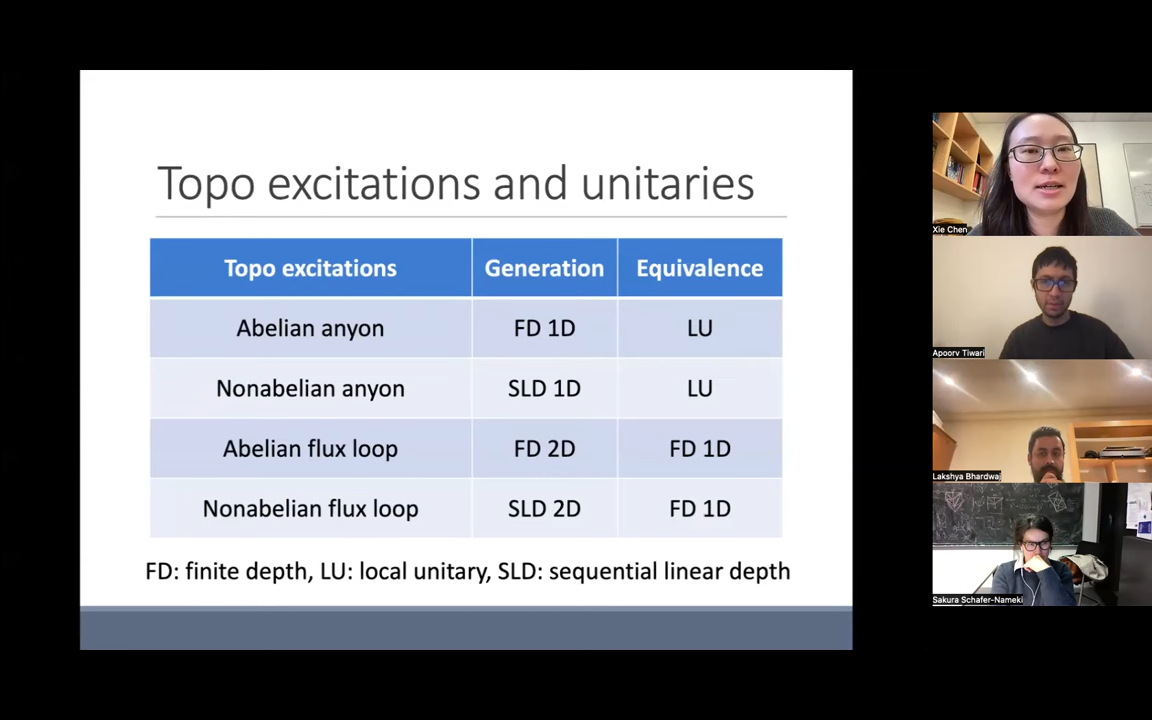 Topo excitations and unitaries
Topo excitations Generation Equivalence
Abelian anyon FD 1D LU
Nonabelian anyon SLD 1D LU
Abelian flux loop FD 2D FD 1D
Nonabelian flux loop SLD 2D FD 1D
FD: finite depth, LU: local unitary, SLD: sequential linear depth
Xie Chen
Apoorv Tiwari
Lakshya Bhardwaj
Sakura Schafer-Nameki